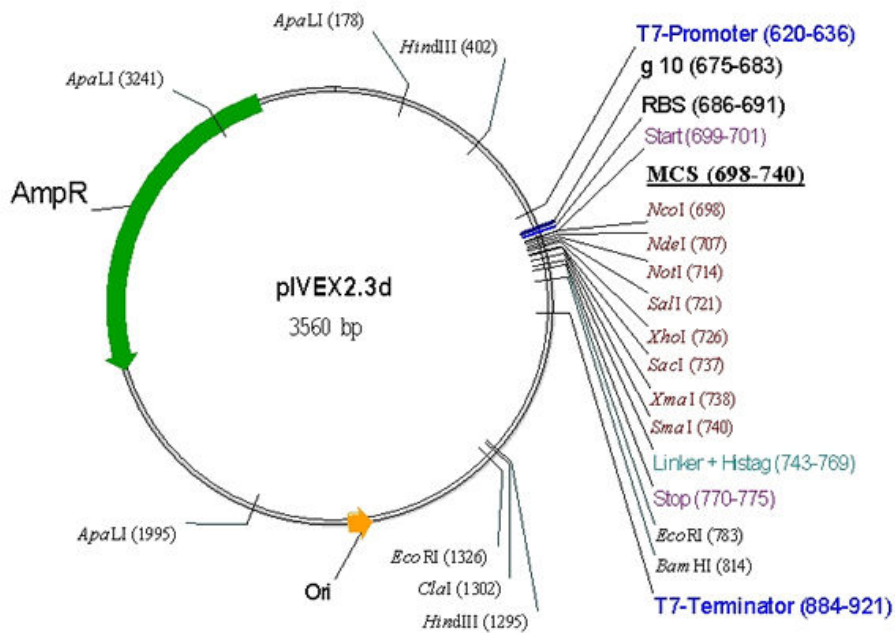 ApaLI (178)
HindIII (402)
ApaLI (3241)
AmpR
pIVEX2.3d
3560 bp
T7-Promoter (620-636)
g 10 (675-683)
RBS (686-691)
Start (699-701)
MCS (698-740)
NcoI (698)
NdeI (707)
NotI (714)
SalI (721)
XhoI (726)
SacI (737)
XmaI (738)
SmaI (740)
Linker + Histag (743-769)
Stop (770-775)
EcoRI (783)
BamHI (814)
T7-Terminator (884-921)
EcoRI (1326)
ClaI (1302)
HindIII (1295)
Ori
ApaLI (1995)